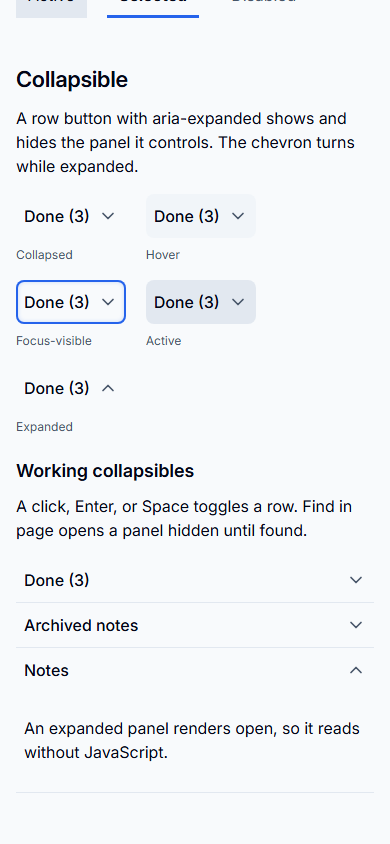 Selected
Collapsible
A row button with aria-expanded shows and
hides the panel it controls. The chevron turns
while expanded.
Done (3)
Done (3)
Collapsed
Hover
Done (3)
Done (3)
Focus-visible
Active
Done (3)
Expanded
Working collapsibles
A click, Enter, or Space toggles a row. Find in
page opens a panel hidden until found.
Done (3)
Archived notes
Notes
An expanded panel renders open, so it reads
without JavaScript.